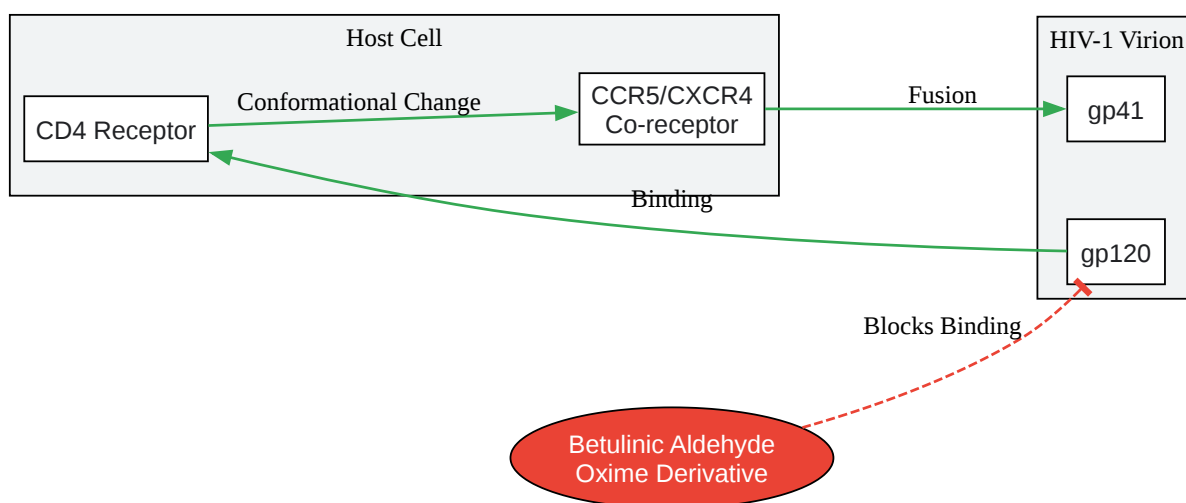 Host Cell
HIV-1 Virion
CD4 Receptor
Conformational Change
CCR5/CXCR4
Co-receptor
Fusion
gp41
Binding
gp120
Blocks Binding
Betulinic Aldehyde
Oxime Derivative